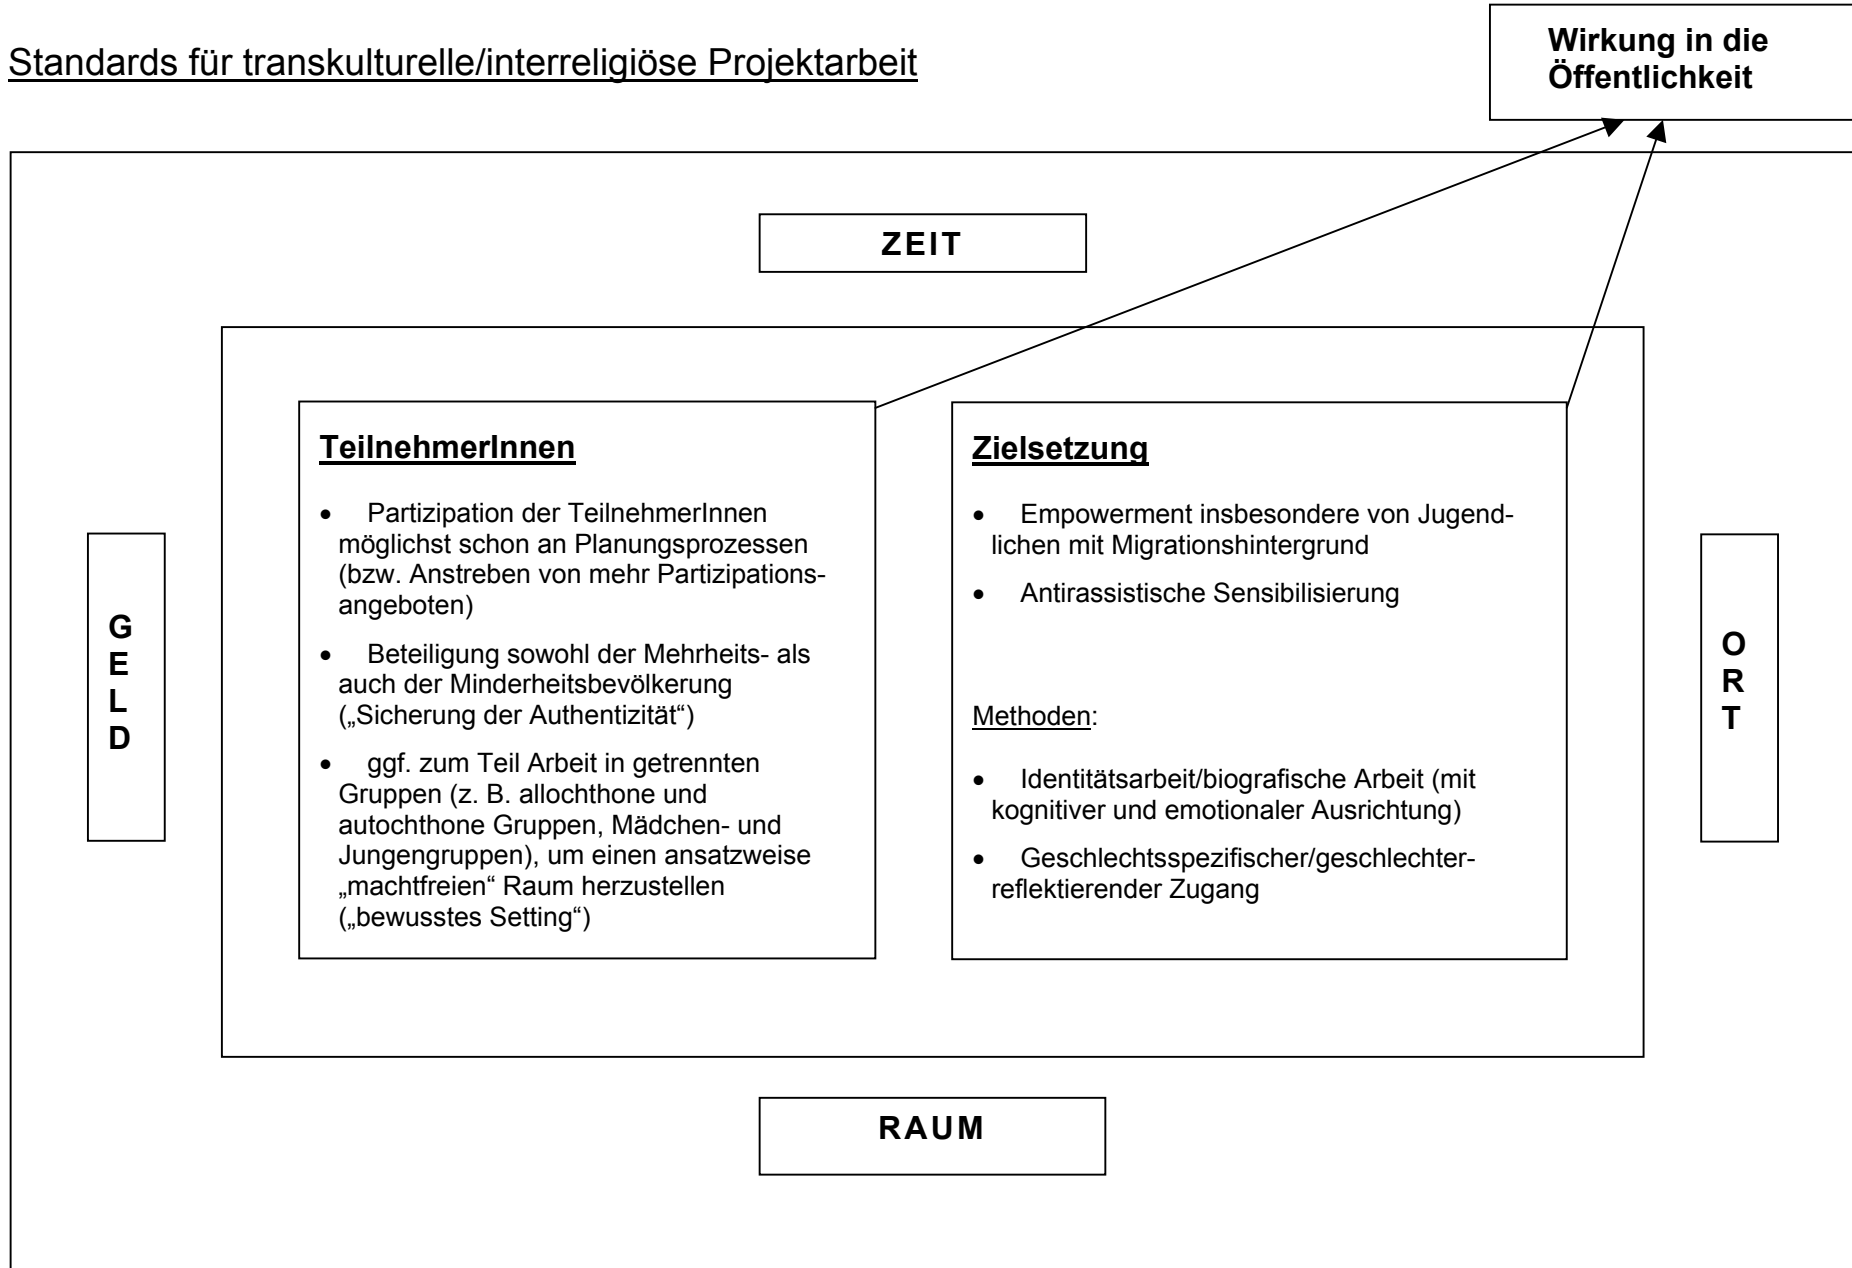 Standards für transkulturelle/interreligiöse Projektarbeit
Wirkung in die
Öffentlichkeit
ZEIT
TeilnehmerInnen
• Partizipation der TeilnehmerInnen
möglichst schon an Planungsprozessen
(bzw. Anstreben von mehr Partizipations-
angeboten)
• Beteiligung sowohl der Mehrheits- als
auch der Minderheitsbevölkerung
(„Sicherung der Authentizität“)
• ggf. zum Teil Arbeit in getrennten
Gruppen (z. B. allochthone und
autochthone Gruppen, Mädchen- und
Jungengruppen), um einen ansatzweise
„machtfreien“ Raum herzustellen
(„bewusstes Setting“)
Zielsetzung
• Empowerment insbesondere von Jugend-
lichen mit Migrationshintergrund
• Antirassistische Sensibilisierung
Methoden:
• Identitätsarbeit/biografische Arbeit (mit
kognitiver und emotionaler Ausrichtung)
• Geschlechtsspezifischer/geschlechter-
reflektierender Zugang
G
E
L
D
O
R
T
RAUM